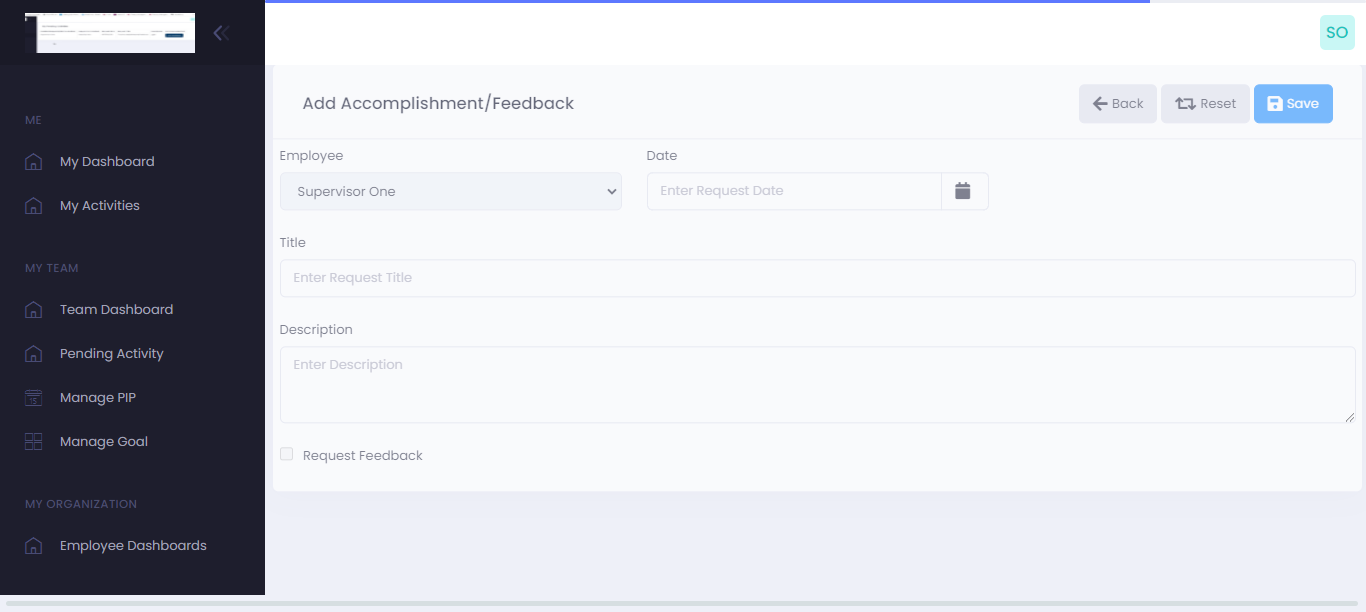 SO
ME
My Dashboard
My Activities
MY TEAM
Team Dashboard
Pending Activity
Manage PIP
Manage Goal
MY ORGANIZATION
Employee Dashboards
Add Accomplishment/Feedback
Back
Reset
Save
Employee
Date
Supervisor One
Enter Request Date
Title
Enter Request Title
Description
Enter Description
Request Feedback